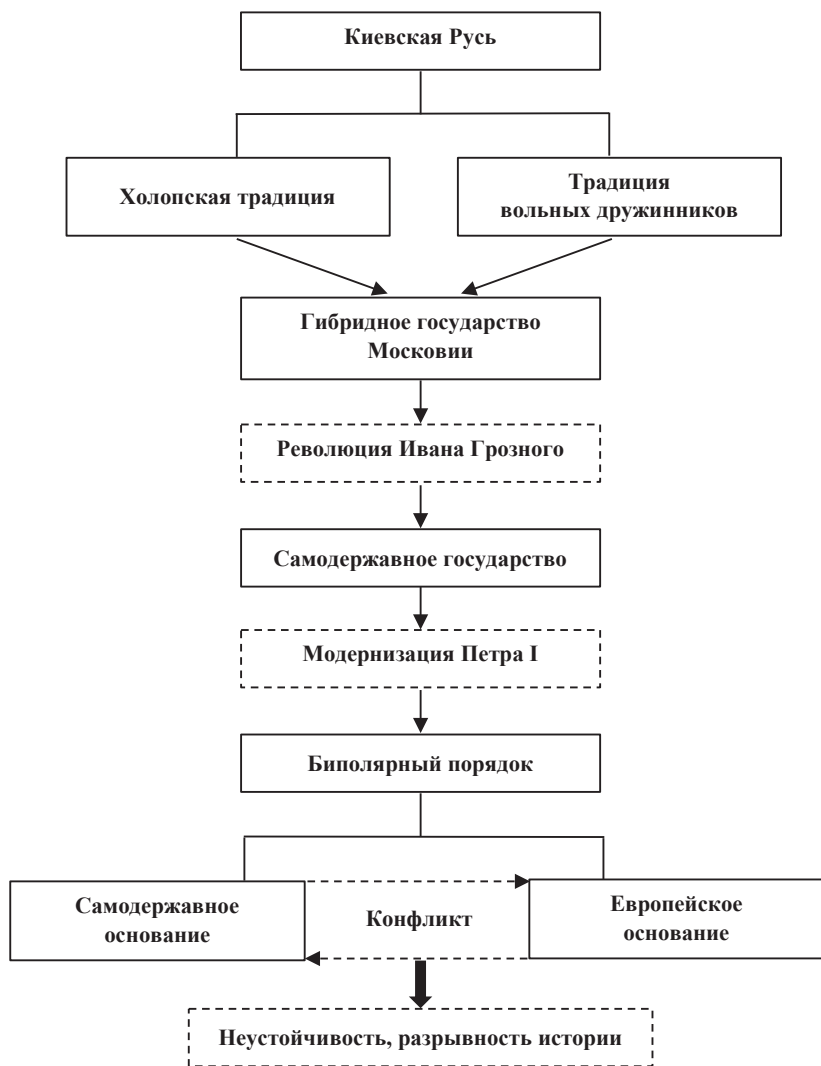 Киевская Русь
Холопская традиция
Традиция
вольных дружинников
Гибридное государство
Московии
Революция Ивана Грозного
Самодержавное государство
Модернизация Петра I
Биполярный порядок
Самодержавное
основание
Конфликт
Европейское
основание
Неустойчивость, разрывность истории